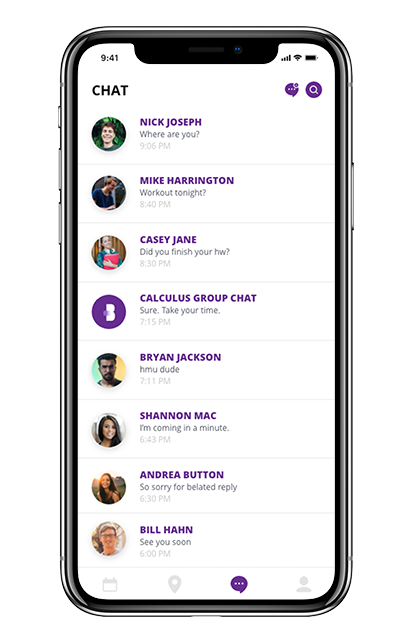 9:41
CHAT
NICK JOSEPH
Where are you?
9:06 PM
MIKE HARRINGTON
Workout tonight?
8:40 PM
CASEY JANE
Did you finish your hw?
8:30 PM
B
CALCULUS GROUP CHAT
Sure. Take your time.
7:15 PM
BRYAN JACKSON
hmu dude
7:11 PM
SHANNON MAC
I'm coming in a minute.
6:43 PM
ANDREA BUTTON
So sorry for belated reply
6:30 PM
BILL HAHN
See you soon
6:00 PM